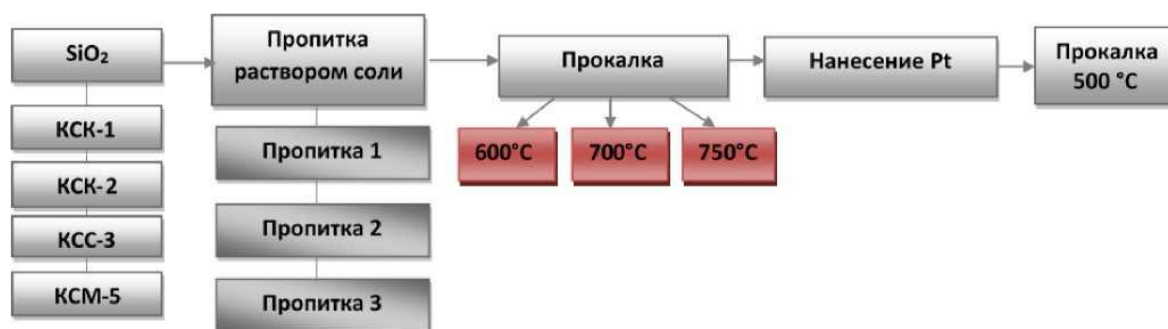 SiO₂
КСК-1
КСК-2
КСС-3
КСМ-5
Пропитка
раствором соли
Пропитка 1
Пропитка 2
Пропитка 3
Прокалка
600°C
700°C
750°C
Нанесение Pt
Прокалка
500 °C